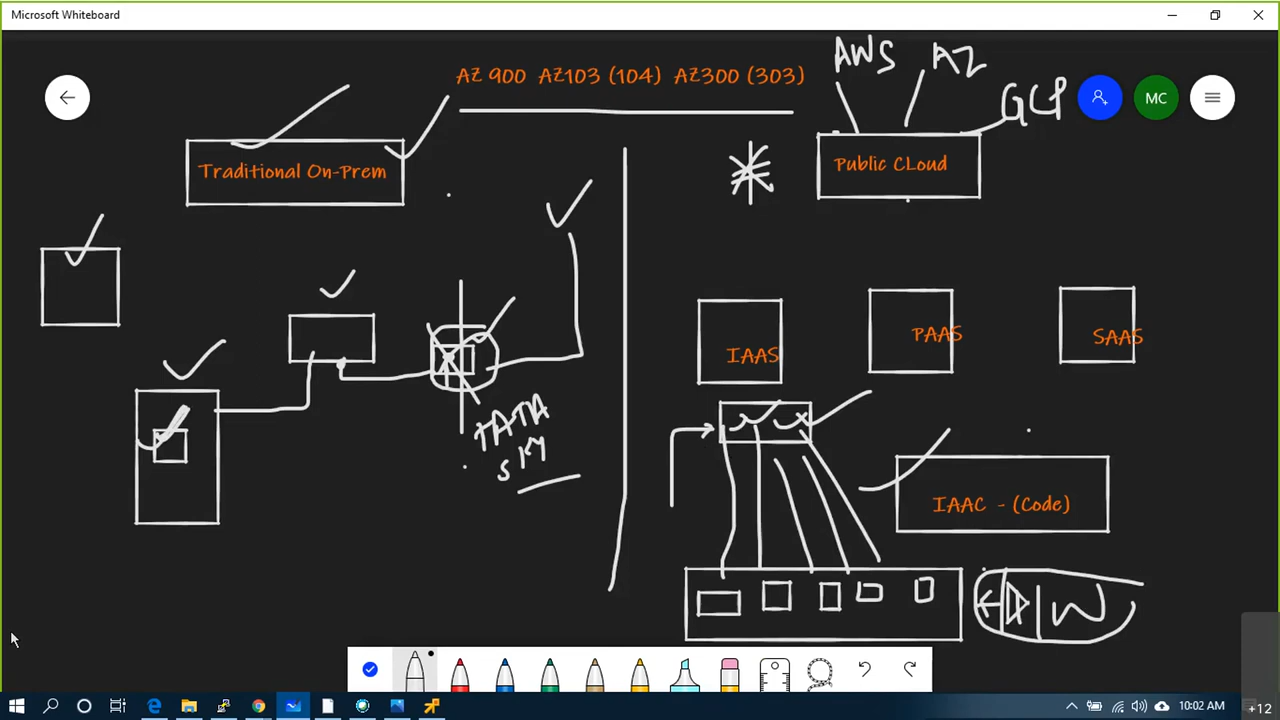 Microsoft Whiteboard
AWS AZ
AZ 900 AZ103 (104) AZ300 (303)
GCP
MC
Traditional On-Prem
Public CLoud
IAAS
PAAS
SAAS
TATA
SKY
IAAC - (Code)
W
10:02 AM
+12